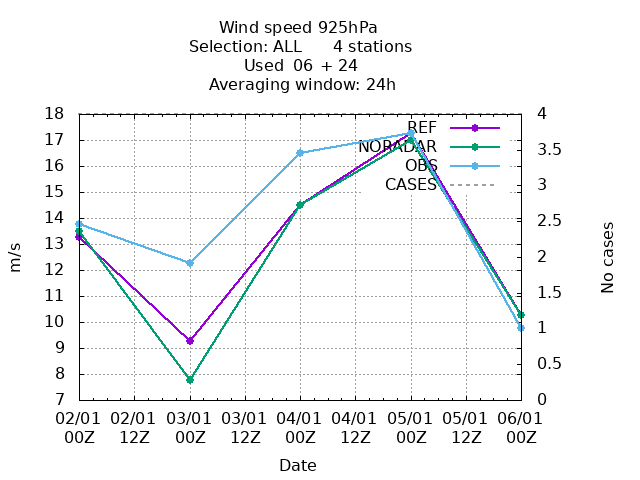 Wind speed 925hPa
Selection: ALL 4 stations
Used 06 + 24
Averaging window: 24h
18 4
17 REF
NORADAR 3.5
16 OBS
15 CASES 3
14 2.5
13 2
12
11 1.5
10 1
9
8 0.5
7 0
m/s
No cases
02/01 02/01 03/01 03/01 04/01 04/01 05/01 05/01 06/01
00Z 12Z 00Z 12Z 00Z 12Z 00Z 12Z 00Z
Date